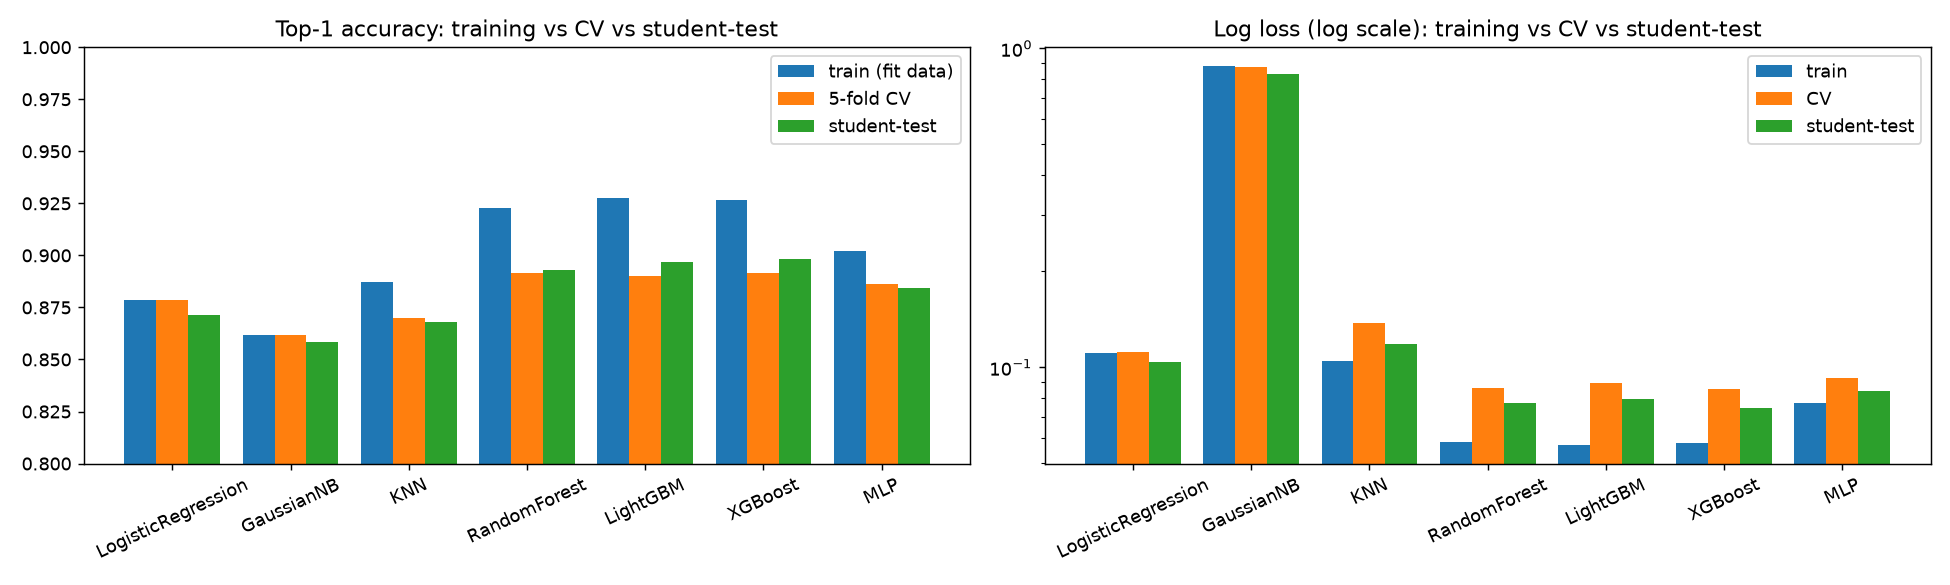 Top-1 accuracy: training vs CV vs student-test
1.000
0.975
0.950
0.925
0.900
0.875
0.850
0.825
0.800
train (fit data)
5-fold CV
student-test
LogisticRegression
GaussianNB
KNN
RandomForest
LightGBM
XGBoost
MLP
Log loss (log scale): training vs CV vs student-test
10⁰
10⁻¹
train
CV
student-test
LogisticRegression
GaussianNB
KNN
RandomForest
LightGBM
XGBoost
MLP